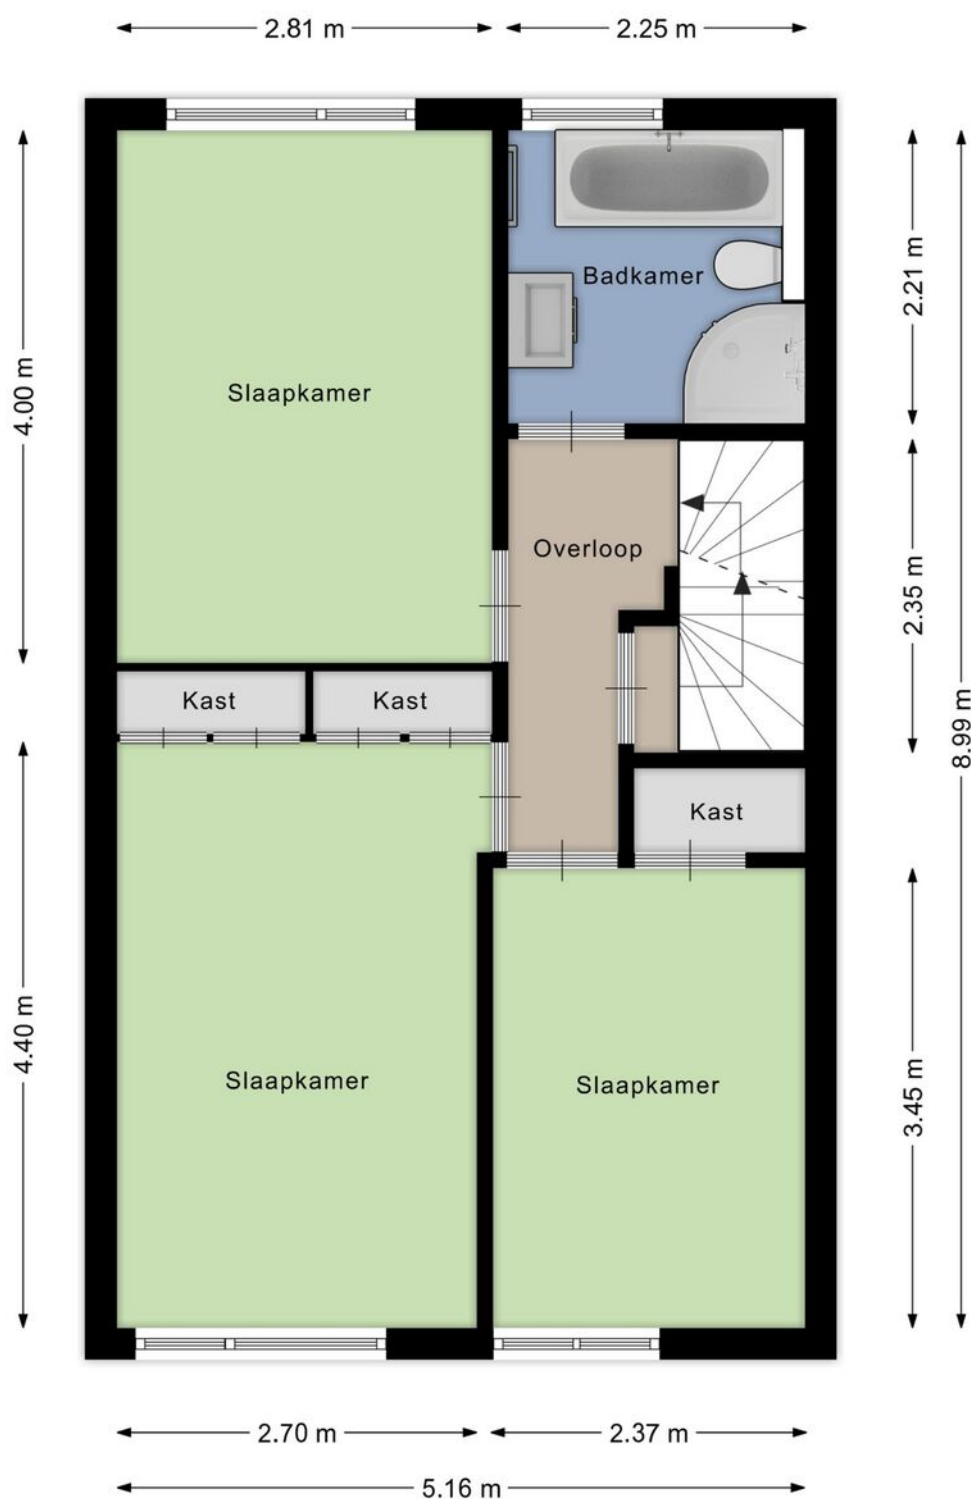 2.81 m
2.25 m
4.00 m
2.21 m
Badkamer
Slaapkamer
Overloop
2.35 m
8.99 m
Kast
Kast
Kast
4.40 m
3.45 m
Slaapkamer
Slaapkamer
2.70 m
2.37 m
5.16 m